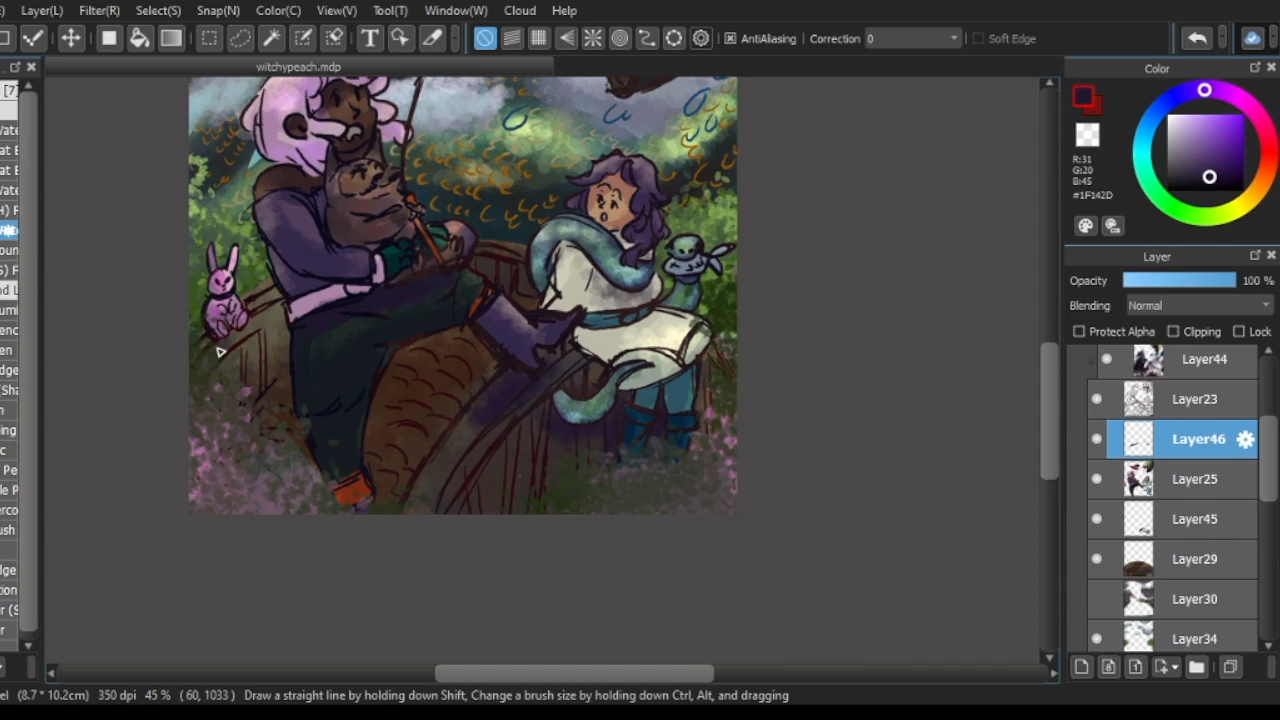 Layer(L) Filter(R) Select(S) Snap(N) Color(C) View(V) Tool(T) Window(W) Cloud Help
AntiAliasing Correction 0 Soft Edge
witchypeach.mdp
Color
R:31
G:20
B:45
#1F142D
Layer
Opacity 100 %
Blending Normal
Protect Alpha Clipping Lock
Layer44
Layer23
Layer46
Layer25
Layer45
Layer29
Layer30
Layer34
[7]
(8.7 * 10.2cm) 350 dpi 45 % ( 60, 1033 ) Draw a straight line by holding down Shift, Change a brush size by holding down Ctrl, Alt, and dragging